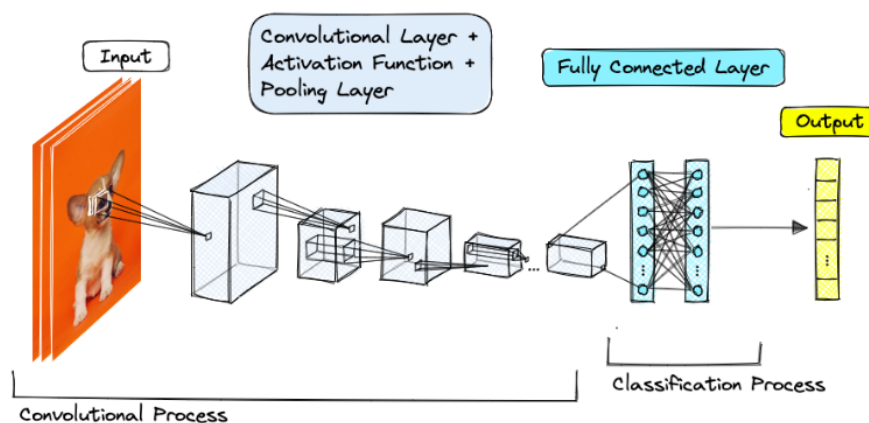 Input
Convolutional Layer +
Activation Function +
Pooling Layer
Fully Connected Layer
Output
...
Classification Process
Convolutional Process